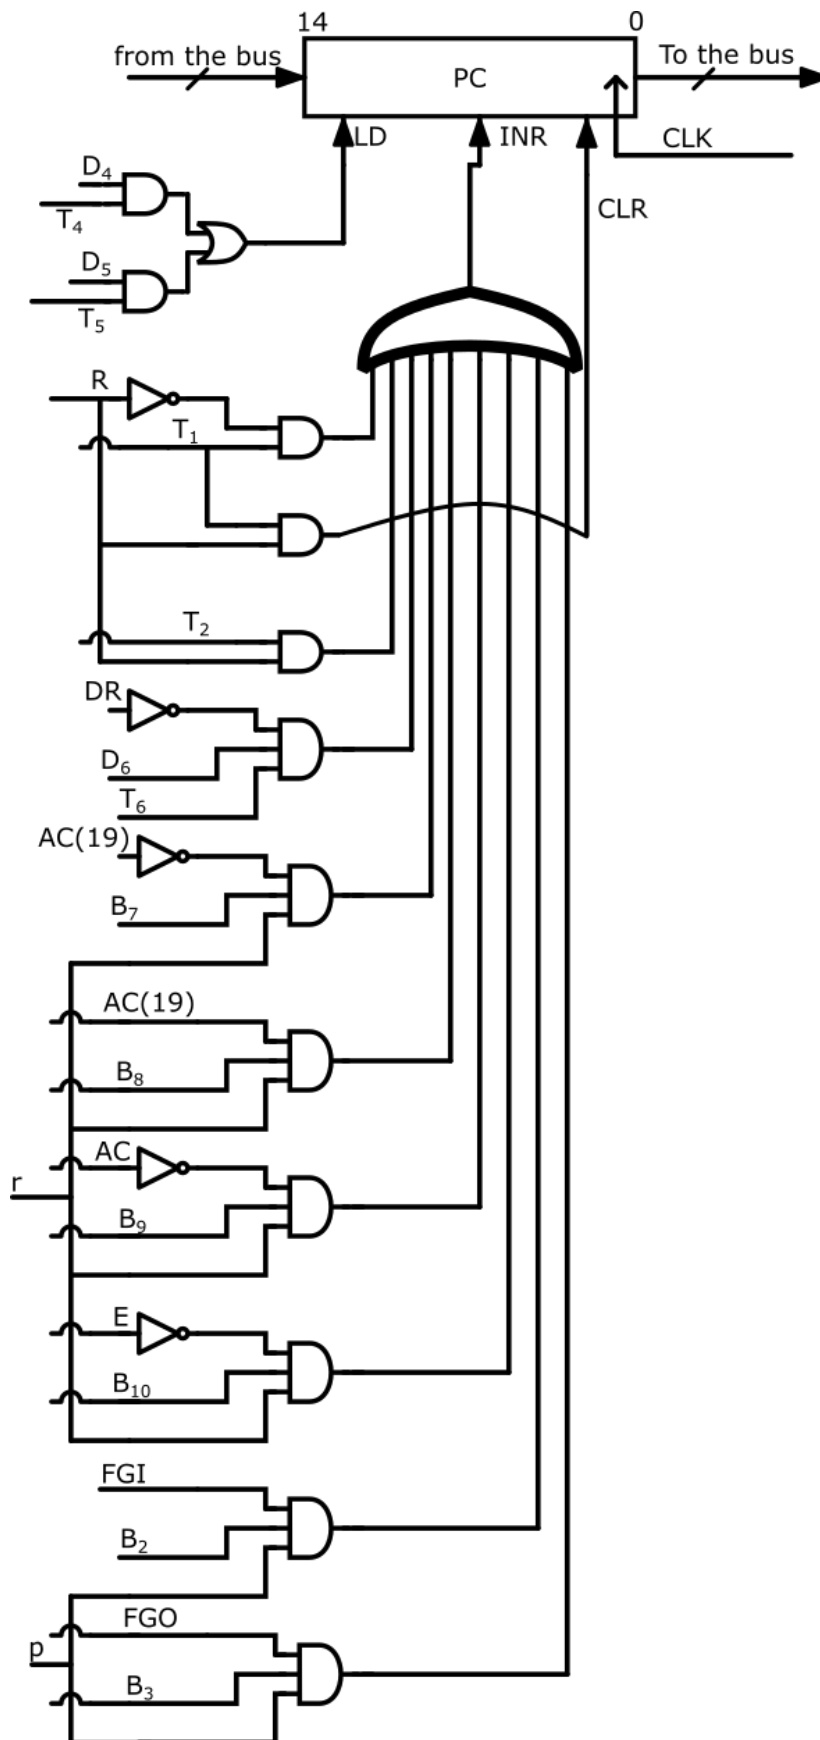 14 0
from the bus PC To the bus
LD INR CLK
CLR
D₄
T₄
D₅
T₅
R
T₁
T₂
DR
D₆
T₆
AC(19)
B₇
AC(19)
B₈
AC
r
B₉
E
B₁₀
FGI
B₂
FGO
p
B₃